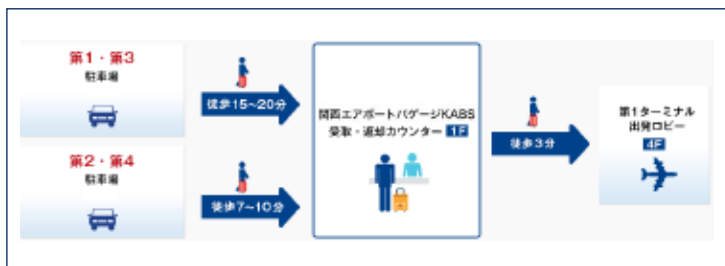 第1・第3
駐車場
徒歩15~20分
関西エアポートバゲージKABS
受取・返却カウンター 1F
徒歩3分
第1ターミナル
出発ロビー
4F
第2・第4
駐車場
徒歩7~10分